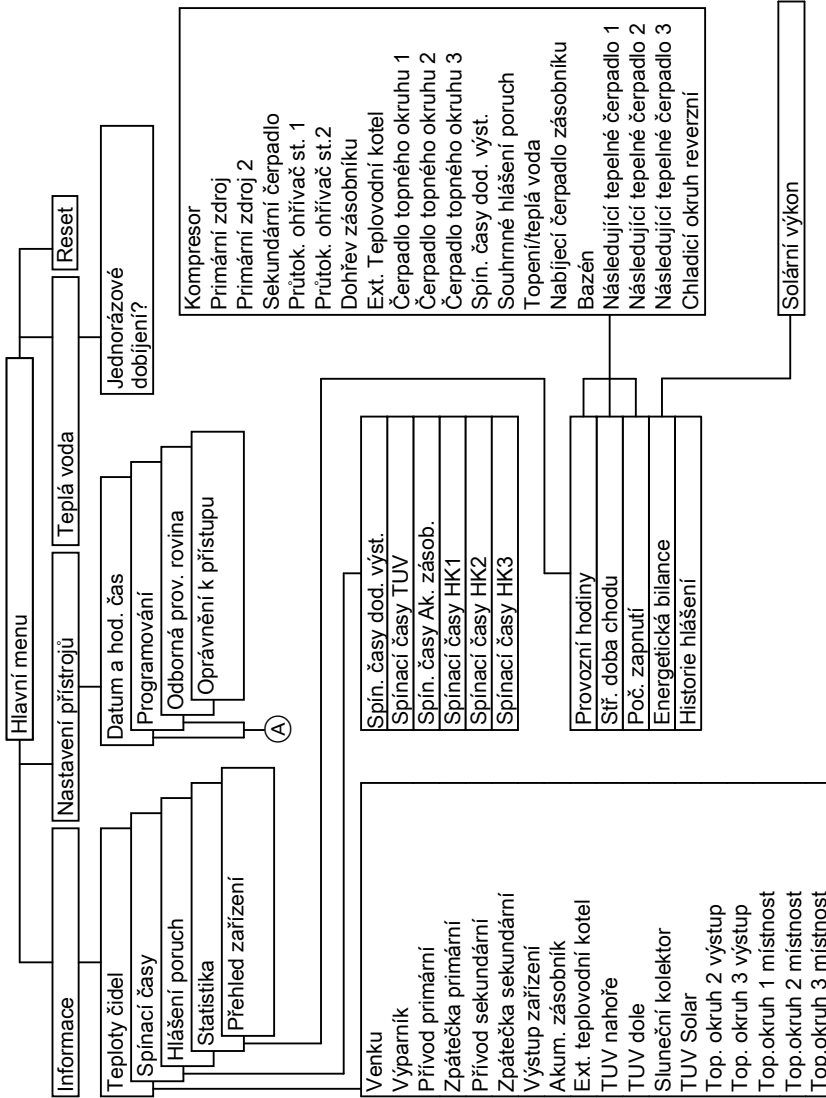 Hlavní menu
Informace
Nastavení přístrojů
Teplá voda
Reset
Teploty čidel
Spínací časy
Hlášení poruch
Statistika
Přehled zařízení
Datum a hod. čas
Programování
Odborná prov. rovina
Oprávnění k přístupu
A
Jednorázové
dobíjení?
Venku
Výparník
Přívod primární
Zpátečka primární
Přívod sekundární
Zpátečka sekundární
Výstup zařízení
Akum. zásobník
Ext. teplovodní kotel
TUV nahoře
TUV dole
Sluneční kolektor
TUV Solar
Top. okruh 2 výstup
Top. okruh 3 výstup
Top.okruh 1 místnost
Top.okruh 2 místnost
Top.okruh 3 místnost
Spín. časy dod. výst.
Spínací časy TUV
Spín. časy Ak. zásob.
Spínací časy HK1
Spínací časy HK2
Spínací časy HK3
Provozní hodiny
Stř. doba chodu
Poč. zapnutí
Energetická bilance
Historie hlášení
Kompresor
Primární zdroj
Primární zdroj 2
Sekundární čerpadlo
Průtok. ohřívač st. 1
Průtok. ohřívač st.2
Dohřev zásobníku
Ext. Teplovodní kotel
Čerpadlo topného okruhu 1
Čerpadlo topného okruhu 2
Čerpadlo topného okruhu 3
Spín. časy dod. výst.
Souhrnné hlášení poruch
Topení/teplá voda
Nabíjecí čerpadlo zásobníku
Bazén
Následující tepelné čerpadlo 1
Následující tepelné čerpadlo 2
Následující tepelné čerpadlo 3
Chladicí okruh reverzní
Solární výkon